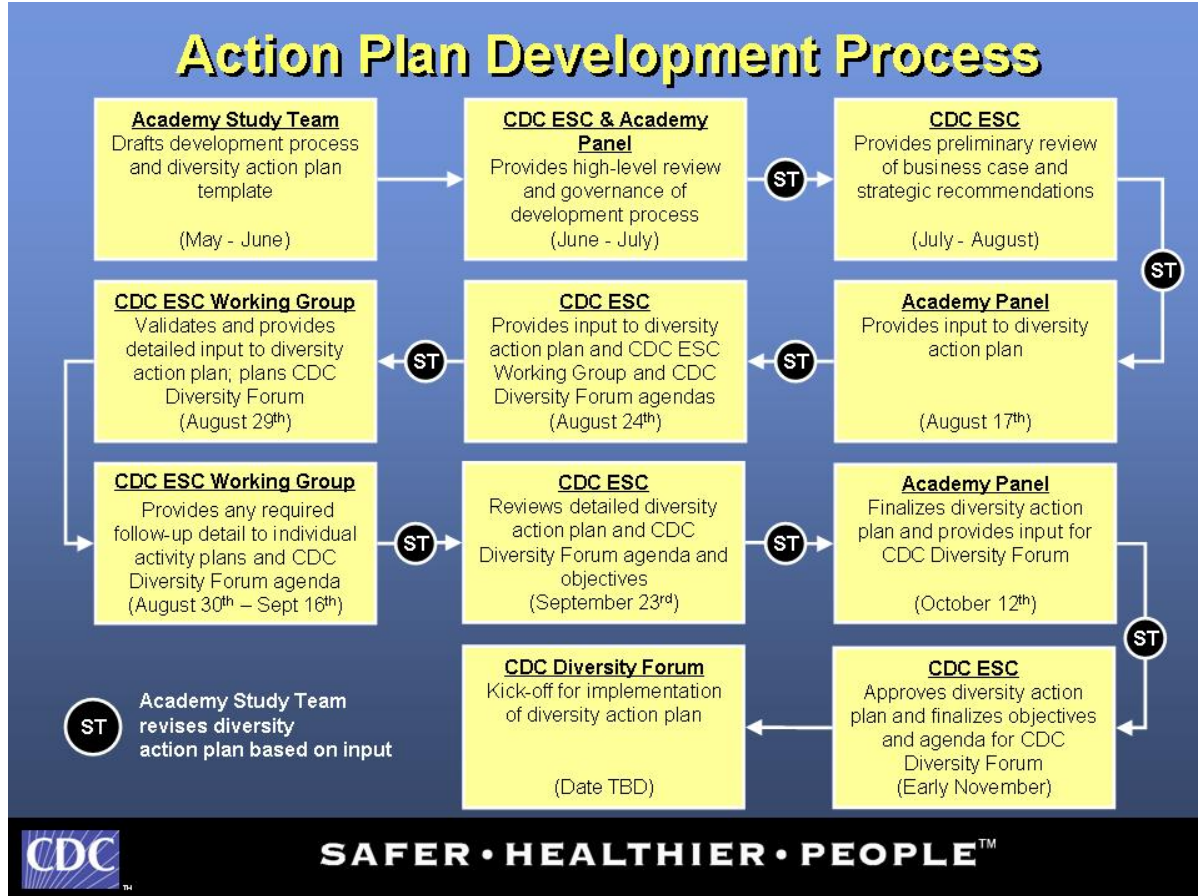 Action Plan Development Process
Academy Study Team
Drafts development process
and diversity action plan
template
(May - June)
CDC ESC & Academy
Panel
Provides high-level review
and governance of
development process
(June - July)
ST
CDC ESC
Provides preliminary review
of business case and
strategic recommendations
(July - August)
ST
Academy Panel
Provides input to diversity
action plan
(August 17th)
ST
CDC ESC
Provides input to diversity
action plan and CDC ESC
Working Group and CDC
Diversity Forum agendas
(August 24th)
ST
CDC ESC Working Group
Validates and provides
detailed input to diversity
action plan; plans CDC
Diversity Forum
(August 29th)
CDC ESC Working Group
Provides any required
follow-up detail to individual
activity plans and CDC
Diversity Forum agenda
(August 30th – Sept 16th)
ST
CDC ESC
Reviews detailed diversity
action plan and CDC
Diversity Forum agenda and
objectives
(September 23rd)
ST
Academy Panel
Finalizes diversity action
plan and provides input for
CDC Diversity Forum
(October 12th)
ST
CDC ESC
Approves diversity action
plan and finalizes objectives
and agenda for CDC
Diversity Forum
(Early November)
CDC Diversity Forum
Kick-off for implementation
of diversity action plan
(Date TBD)
ST
Academy Study Team
revises diversity
action plan based on input
CDC TM
SAFER • HEALTHIER • PEOPLE™